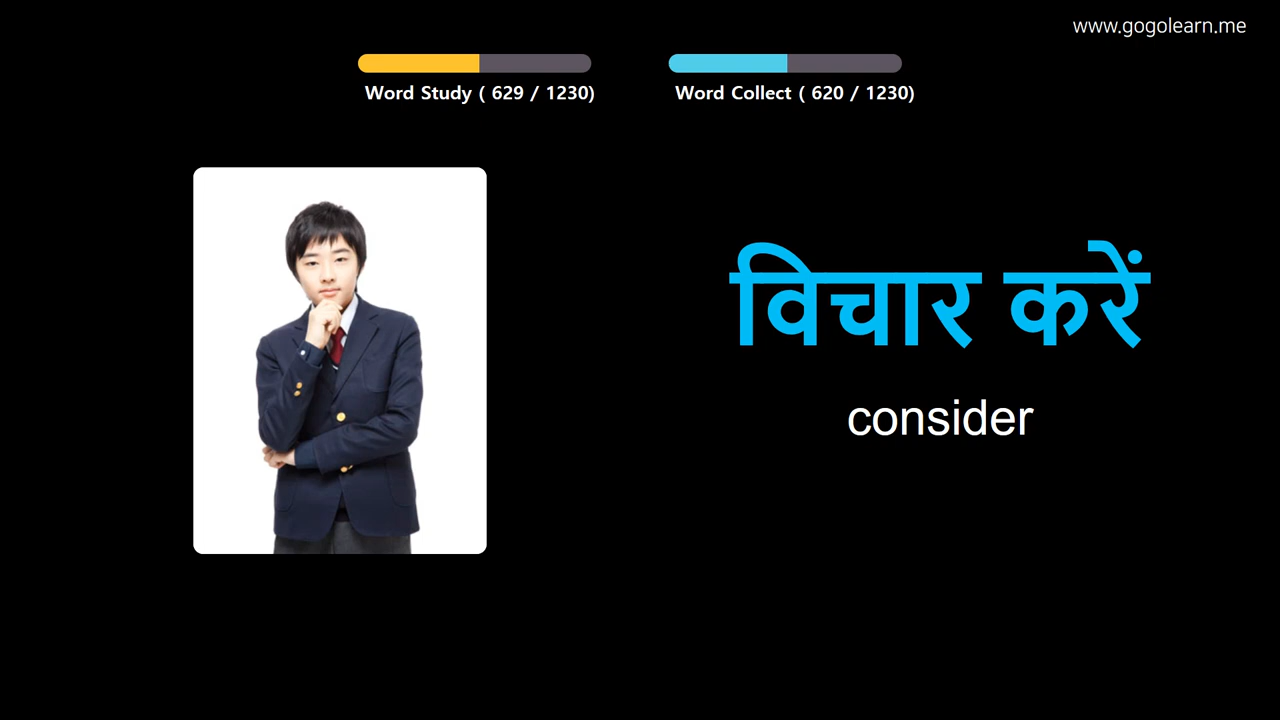 www.gogolearn.me
Word Study ( 629 / 1230)
Word Collect ( 620 / 1230)
विचार करें
consider